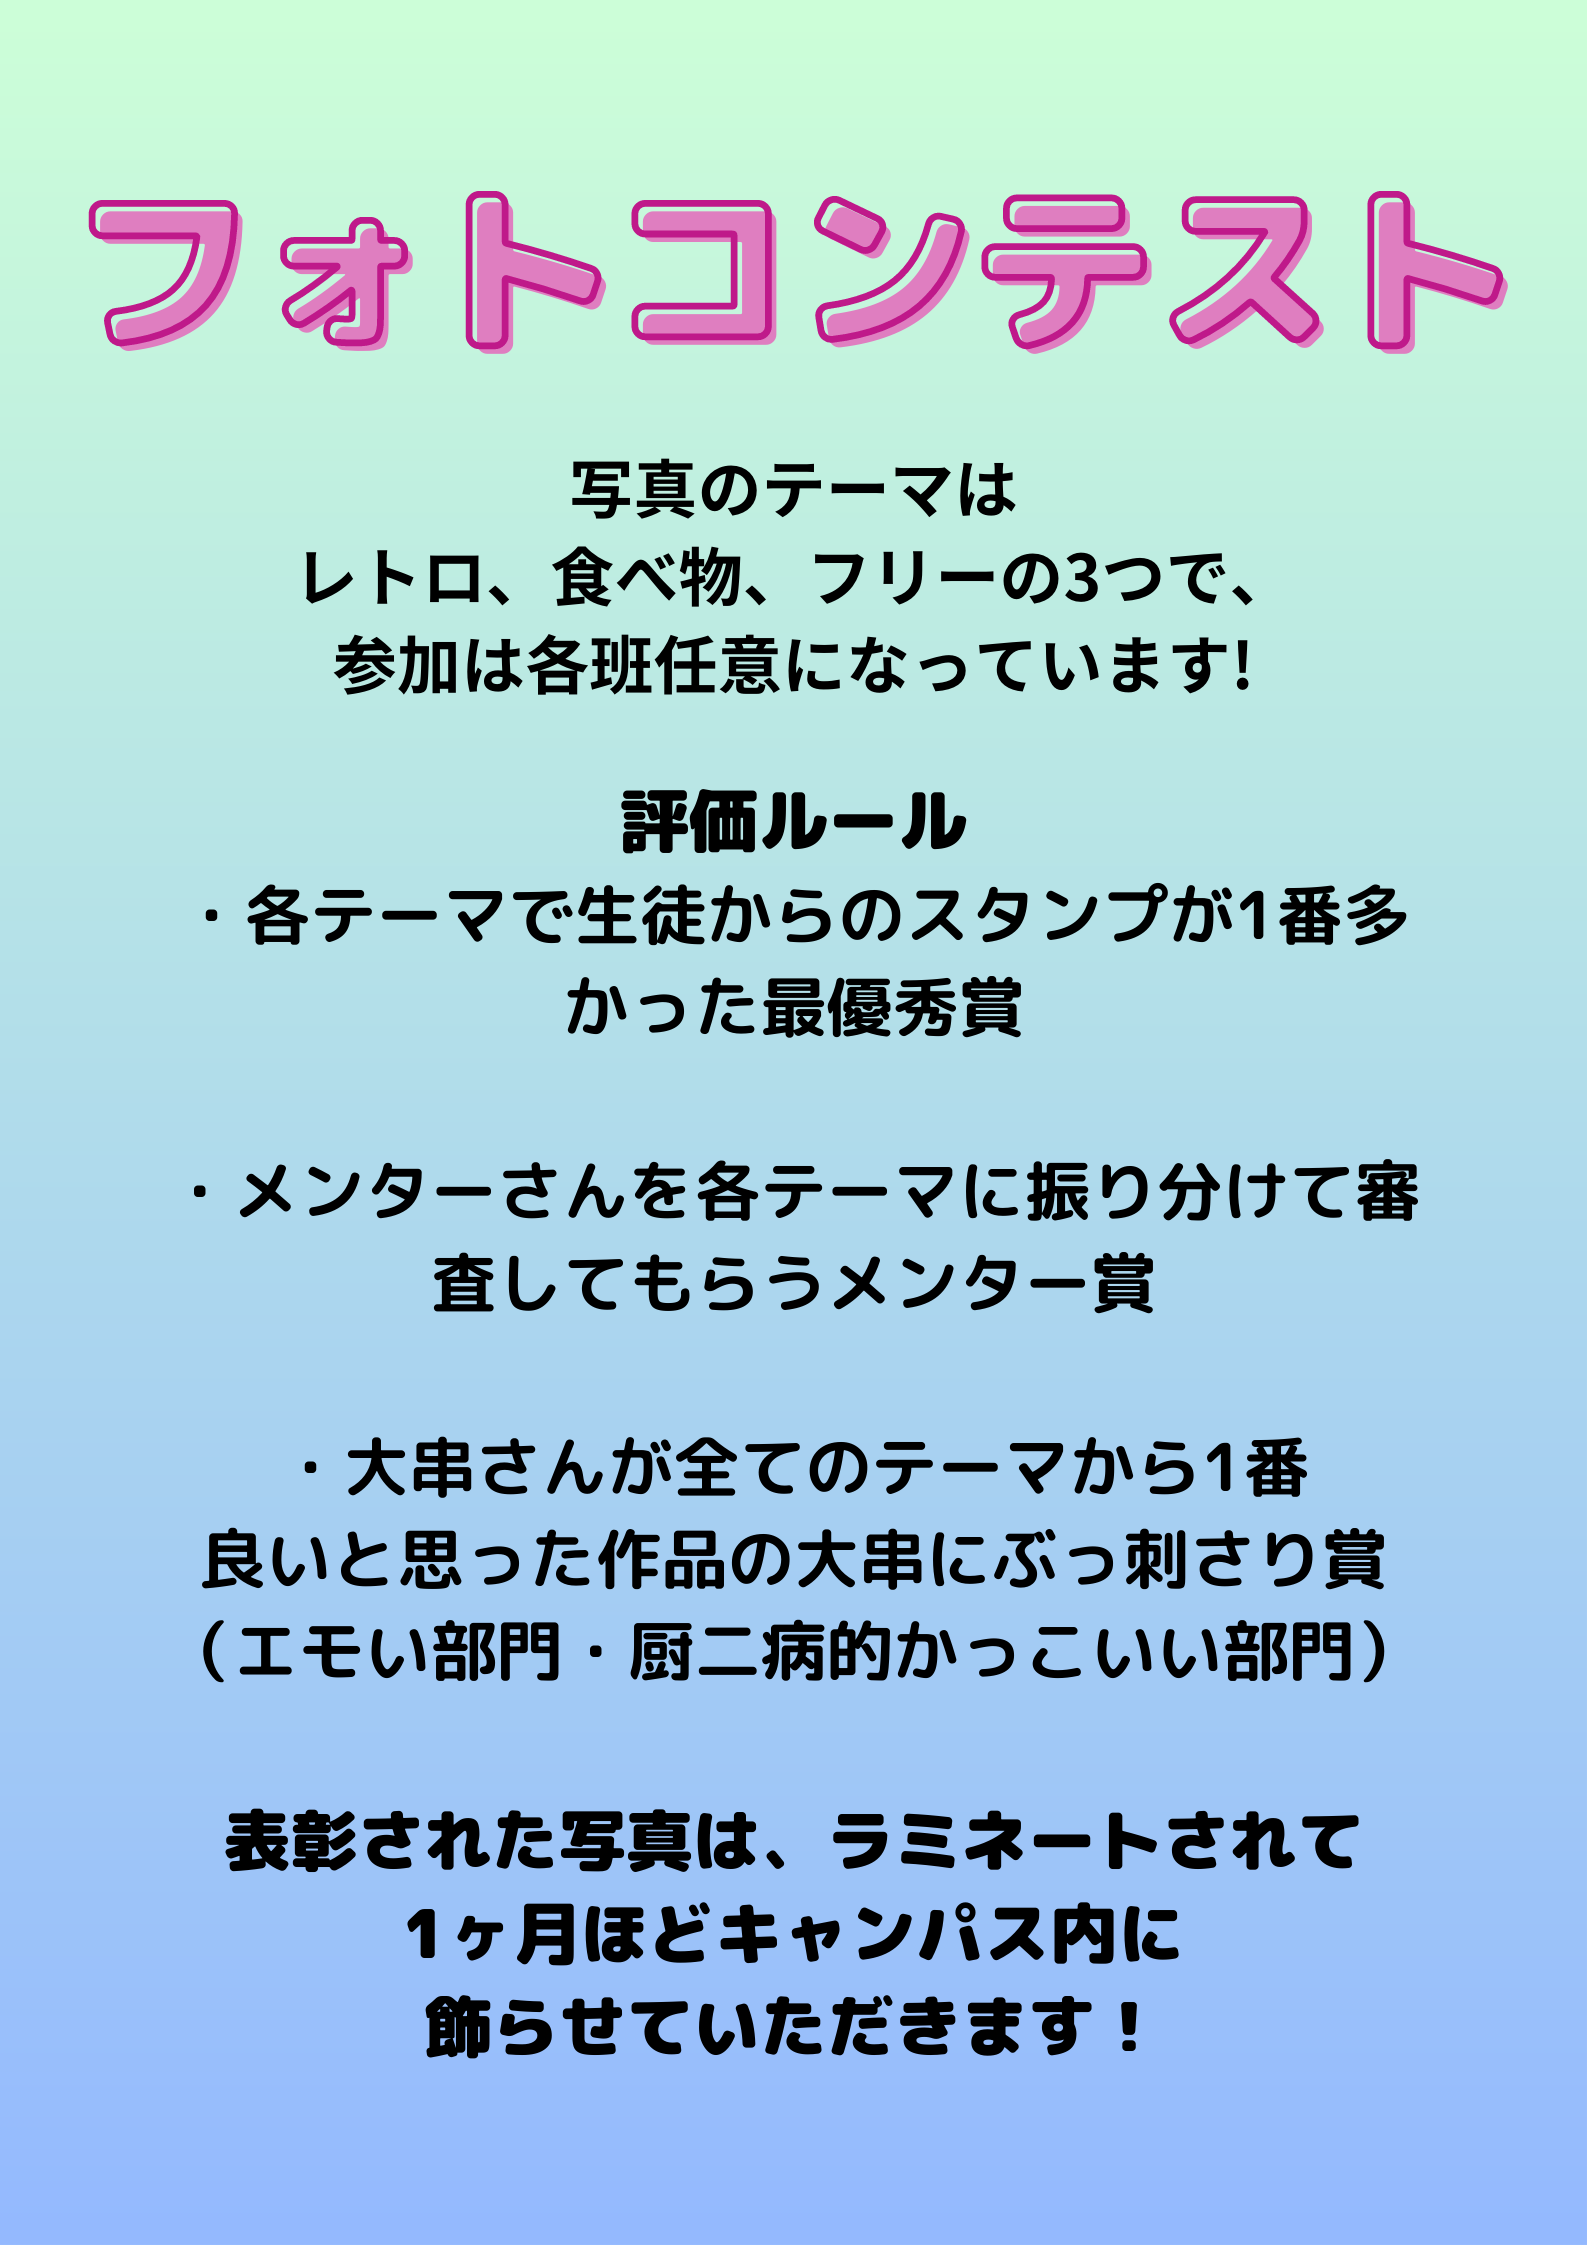 フォトコンテスト
写真のテーマは
レトロ、食べ物、フリーの3つで、
参加は各班任意になっています!
評価ルール
・各テーマで生徒からのスタンプが1番多
かった最優秀賞
・メンターさんを各テーマに振り分けて審
査してもらうメンター賞
・大串さんが全てのテーマから1番
良いと思った作品の大串にぶっ刺さり賞
(エモい部門・厨二病的かっこいい部門)
表彰された写真は、ラミネートされて
1ヶ月ほどキャンパス内に
飾らせていただきます！